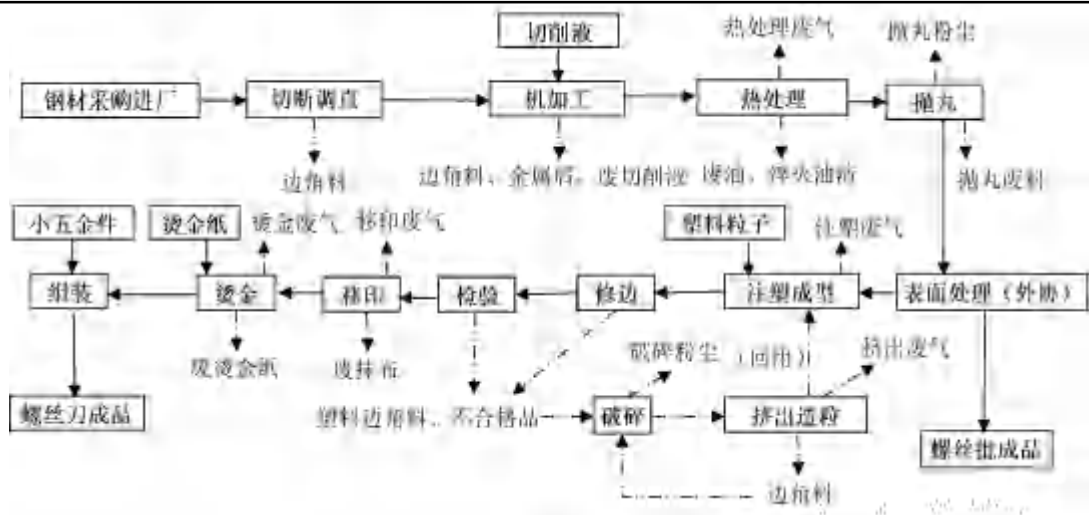 切削液 热处理废气 抛丸粉尘
钢材采购进厂 切断调直 机加工 热处理 抛丸
边角料 边角料、金属屑、废切削液 废油、淬火油渣 抛丸废料
小五金件 烫金纸 烫金废气 移印废气 塑料粒子 注塑废气
组装 烫金 移印 检验 修边 注塑成型 表面处理（外协）
废烫金纸 废抹布 破碎粉尘 （回用） 挤出废气
螺丝刀成品 塑料边角料、不合格品 破碎 挤出造粒 螺丝批成品
边角料